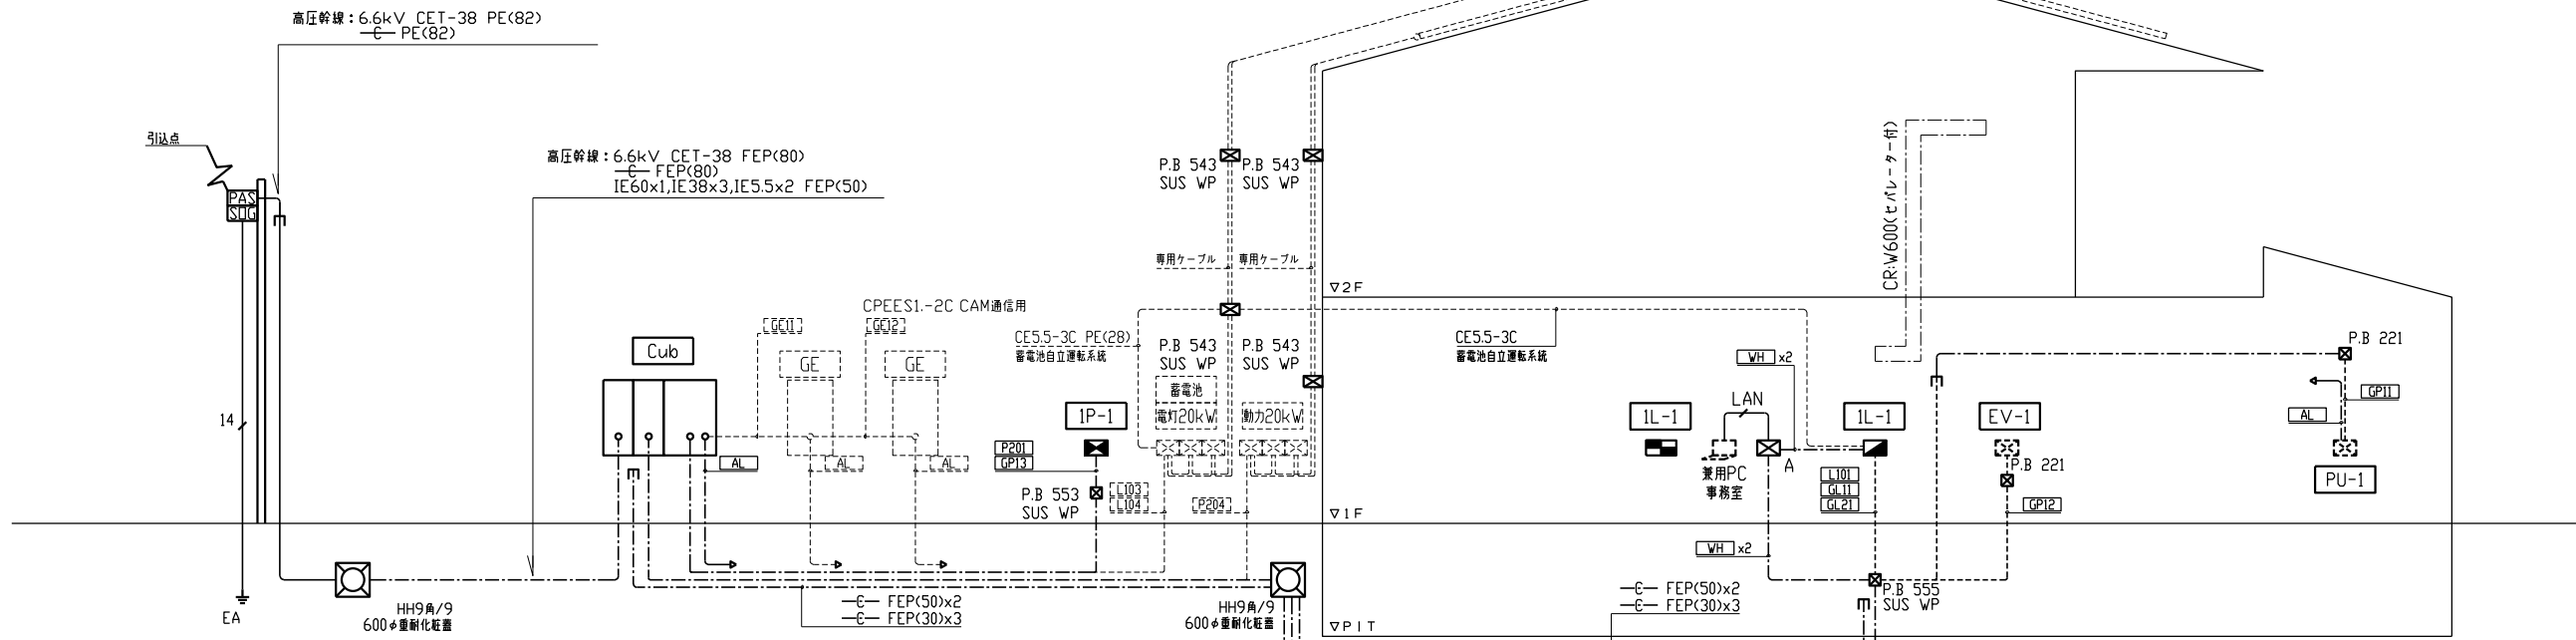 高圧幹線：6.6kV CET-38 PE(82)
-C- PE(82)
引込点
PAS
SOG
14
EA
高圧幹線：6.6kV CET-38 FEP(80)
-C- FEP(80)
IE60x1,IE38x3,IE5.5x2 FEP(50)
HH9角/9
600φ重耐化粧蓋
Cub
AL
GE11
GE
AL
CPEES1.-2C CAM通信用
GE12
GE
AL
-C- FEP(50)x2
-C- FEP(30)x3
CE5.5-3C PE(28)
蓄電池自立運転系統
1P-1
P201
GP13
P.B 553
SUS WP
L103
L104
P.B 543
SUS WP
P.B 543
SUS WP
専用ケーブル
専用ケーブル
P.B 543
SUS WP
P.B 543
SUS WP
蓄電池
電灯20kW
動力20kW
P204
HH9角/9
600φ重耐化粧蓋
▽2F
▽1F
▽PIT
CE5.5-3C
蓄電池自立運転系統
CR:W600(セパレーター付)
WH x2
1L-1
LAN
兼用PC
事務室
A
1L-1
L101
GL11
GL21
WH x2
-C- FEP(50)x2
-C- FEP(30)x3
P.B 555
SUS WP
EV-1
P.B 221
GP12
P.B 221
GP11
AL
PU-1